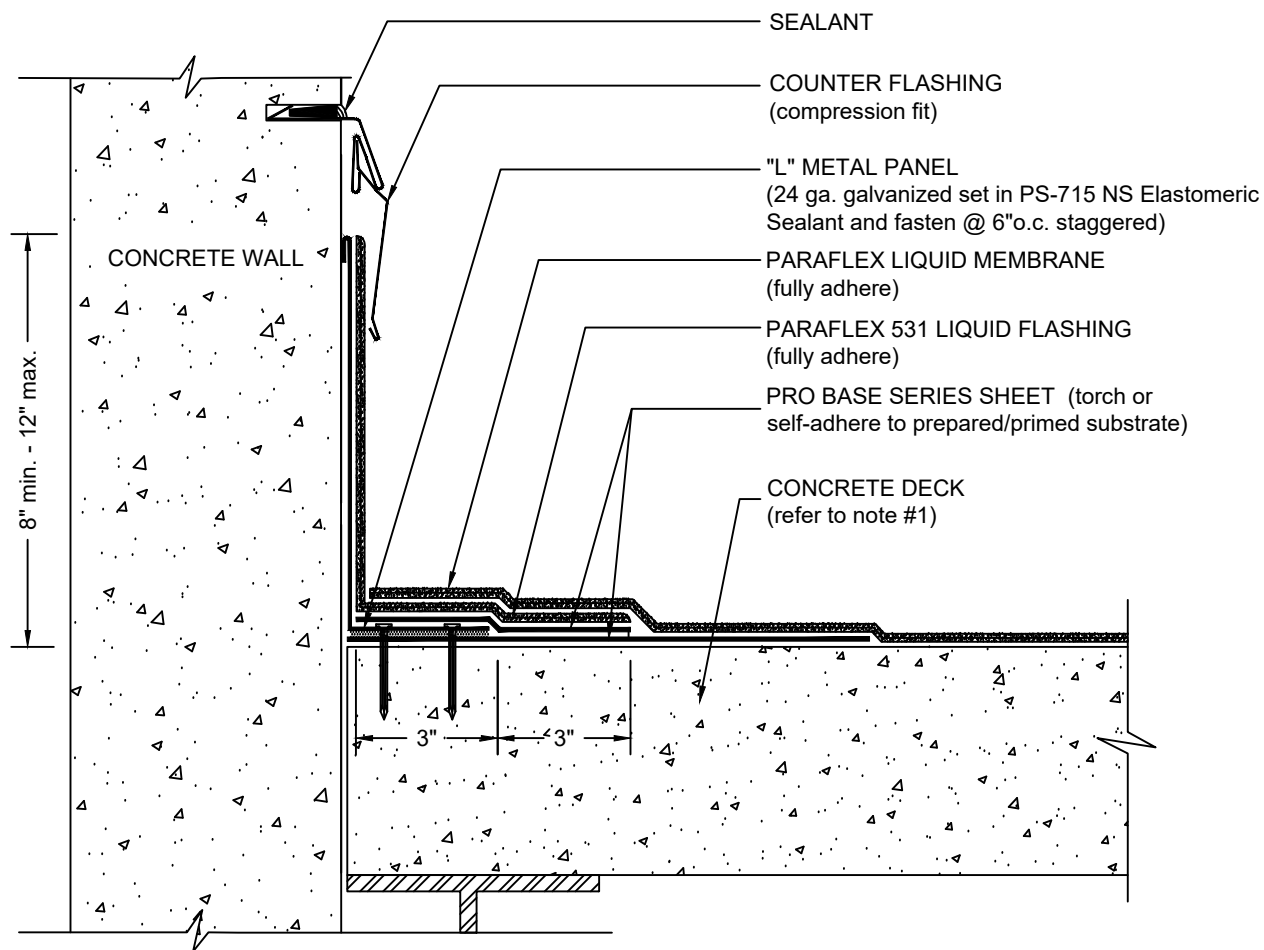 SEALANT
COUNTER FLASHING
(compression fit)
"L" METAL PANEL
(24 ga. galvanized set in PS-715 NS Elastomeric
Sealant and fasten @ 6"o.c. staggered)
CONCRETE WALL
PARAFLEX LIQUID MEMBRANE
(fully adhere)
PARAFLEX 531 LIQUID FLASHING
(fully adhere)
PRO BASE SERIES SHEET (torch or
self-adhere to prepared/primed substrate)
CONCRETE DECK
(refer to note #1)
8" min. - 12" max.
3"
3"